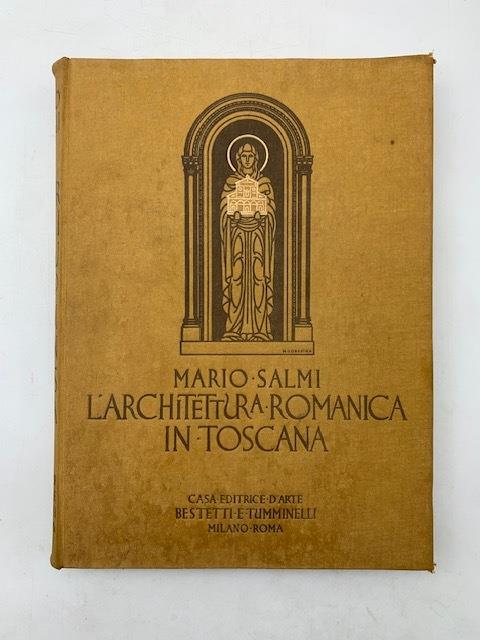 MARIO·SALMI
L'ARCHITETTURA·ROMANICA
IN·TOSCANA
CASA·EDITRICE·D'ARTE
BESTETTI·E·TUMMINELLI
MILANO·ROMA